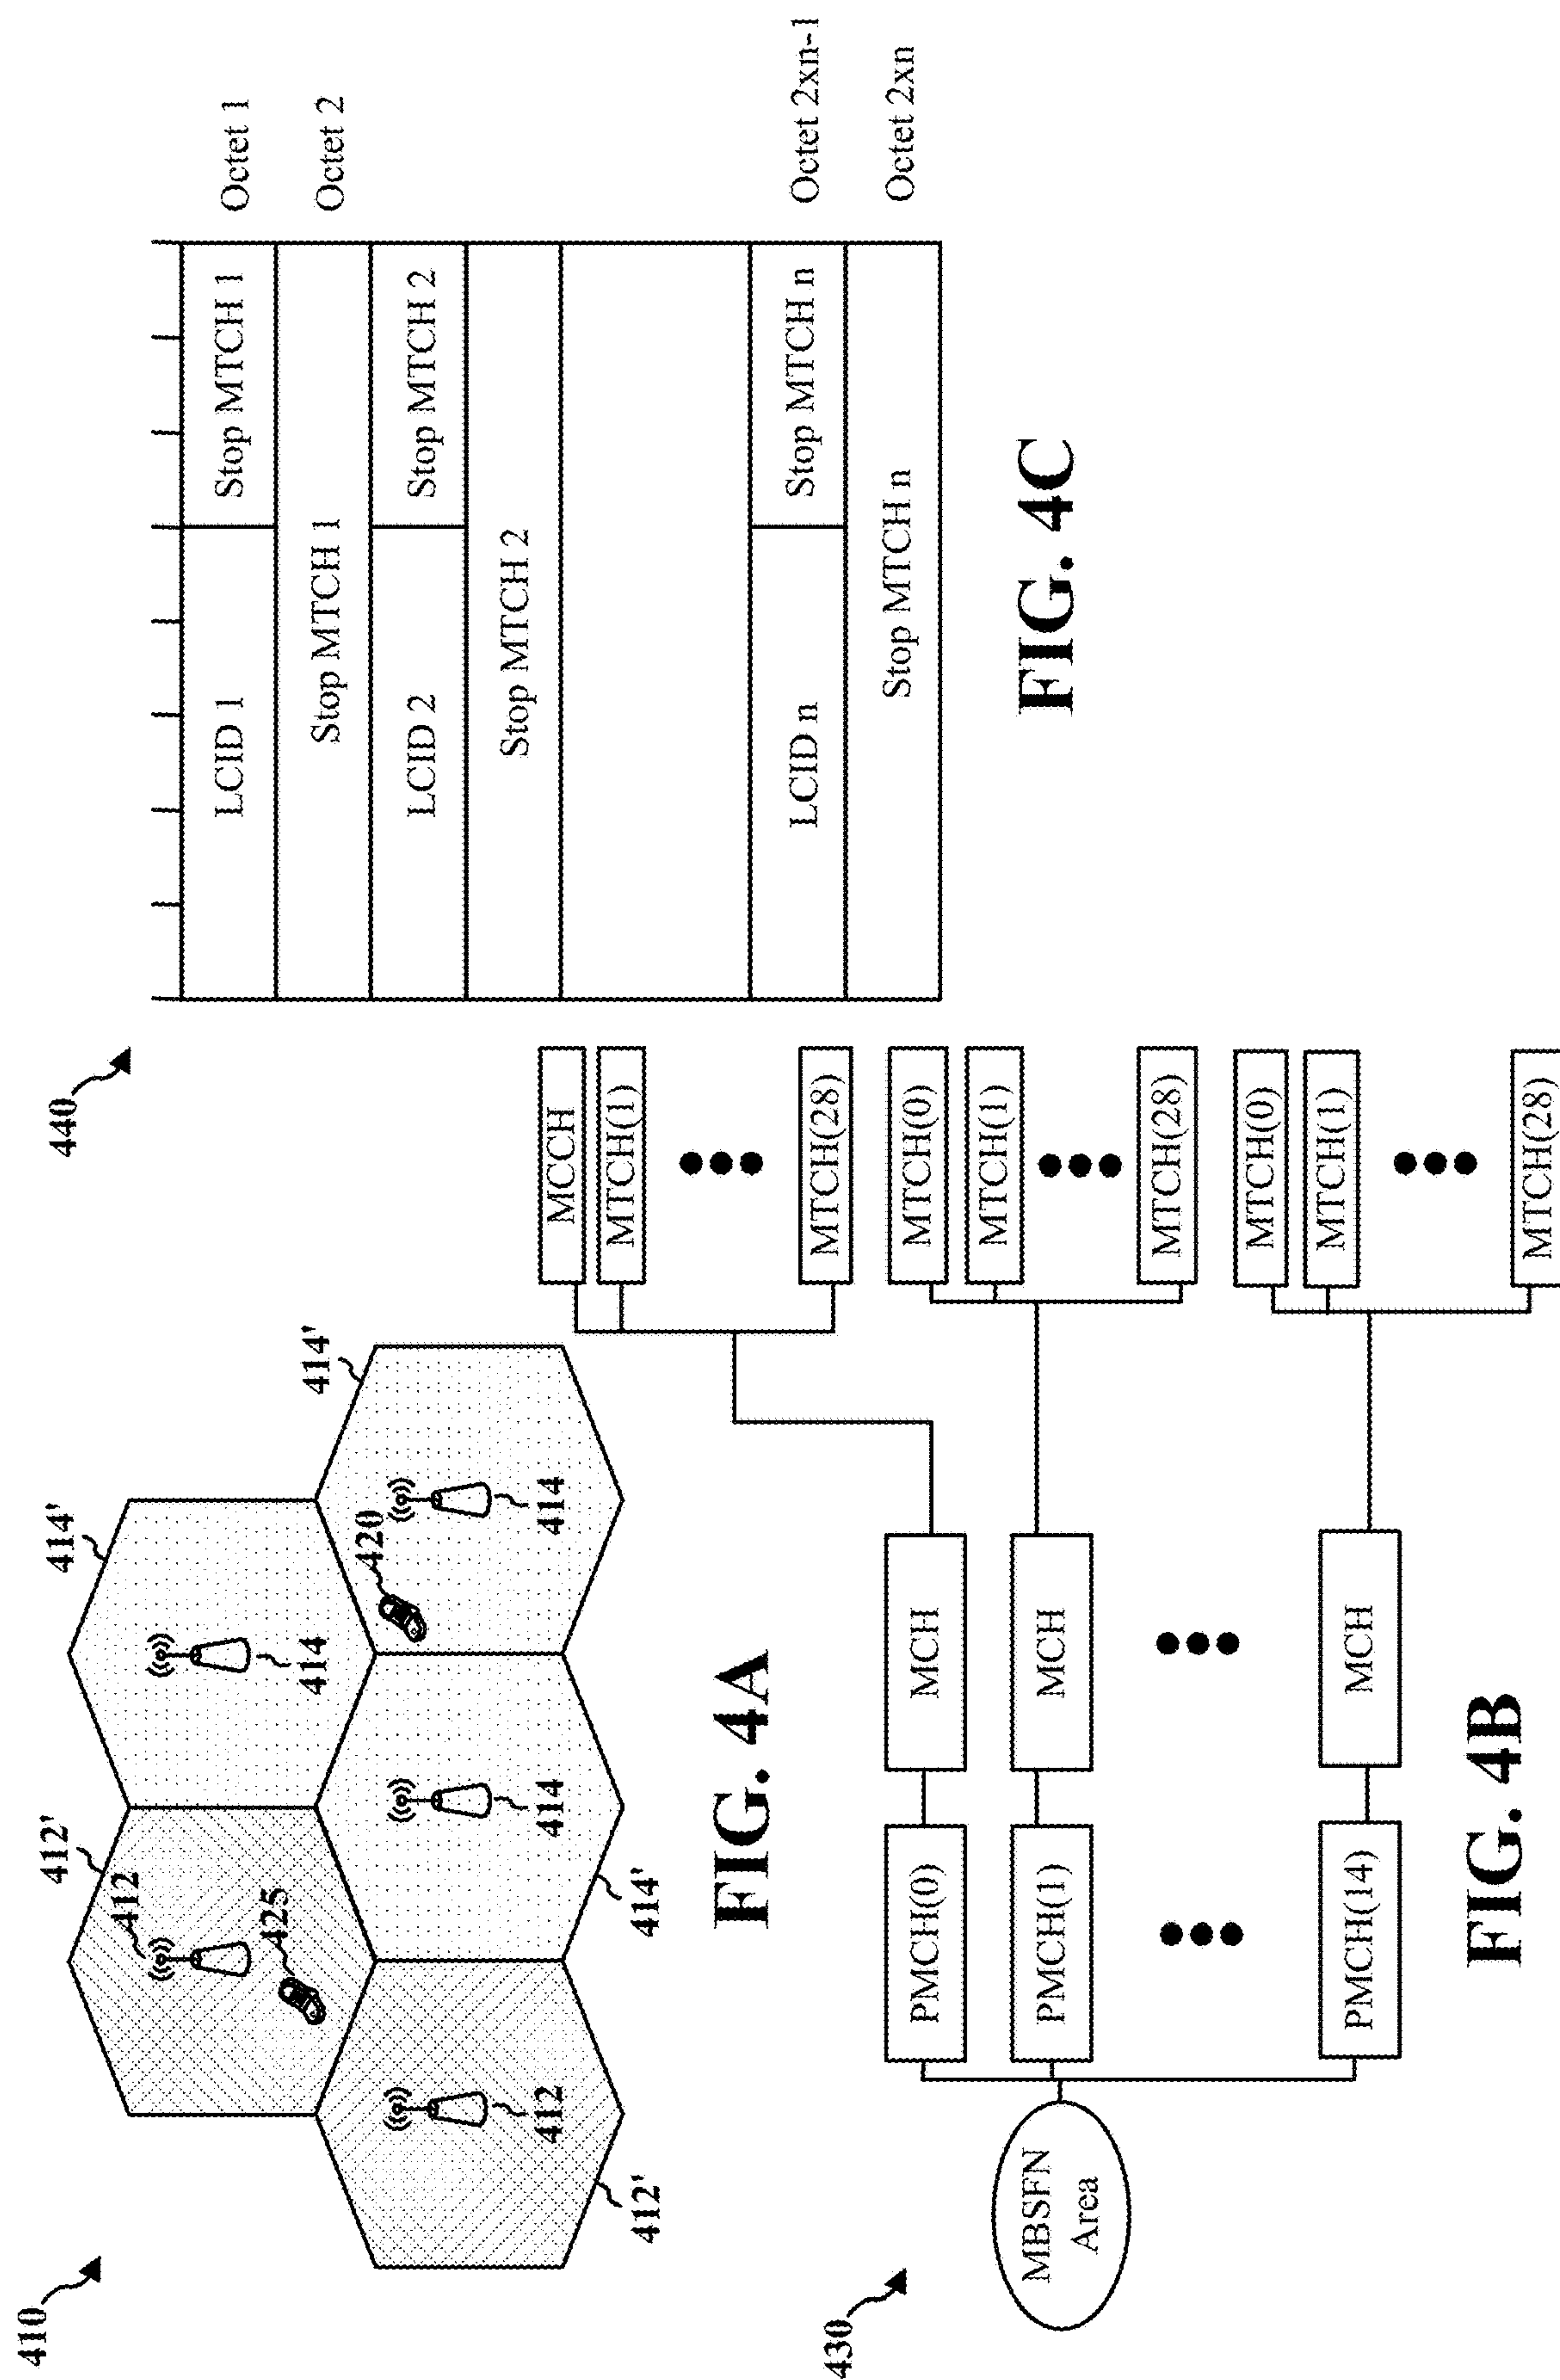 410
412'
412
425
414'
414
414'
420
414
412
412'
414
414'
FIG. 4A
430
MBSFN
Area
PMCH(0)
MCH
MCCH
MTCH(1)
MTCH(28)
PMCH(1)
MCH
MTCH(0)
MTCH(1)
MTCH(28)
PMCH(14)
MCH
MTCH(0)
MTCH(1)
MTCH(28)
FIG. 4B
440
LCID 1 Stop MTCH 1 Octet 1
Stop MTCH 1 Octet 2
LCID 2 Stop MTCH 2
Stop MTCH 2
LCID n Stop MTCH n Octet 2xn-1
Stop MTCH n Octet 2xn
FIG. 4C